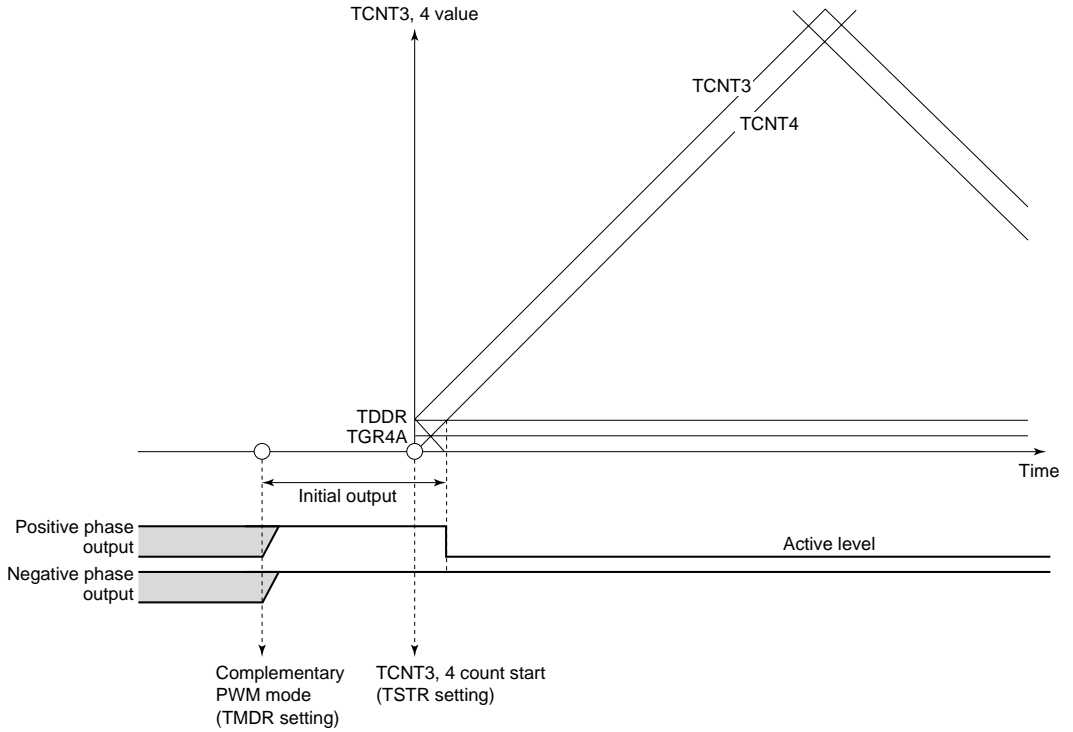 TCNT3, 4 value
TCNT3
TCNT4
TDDR
TGR4A
Time
Initial output
Positive phase
output
Active level
Negative phase
output
Complementary
PWM mode
(TMDR setting)
TCNT3, 4 count start
(TSTR setting)